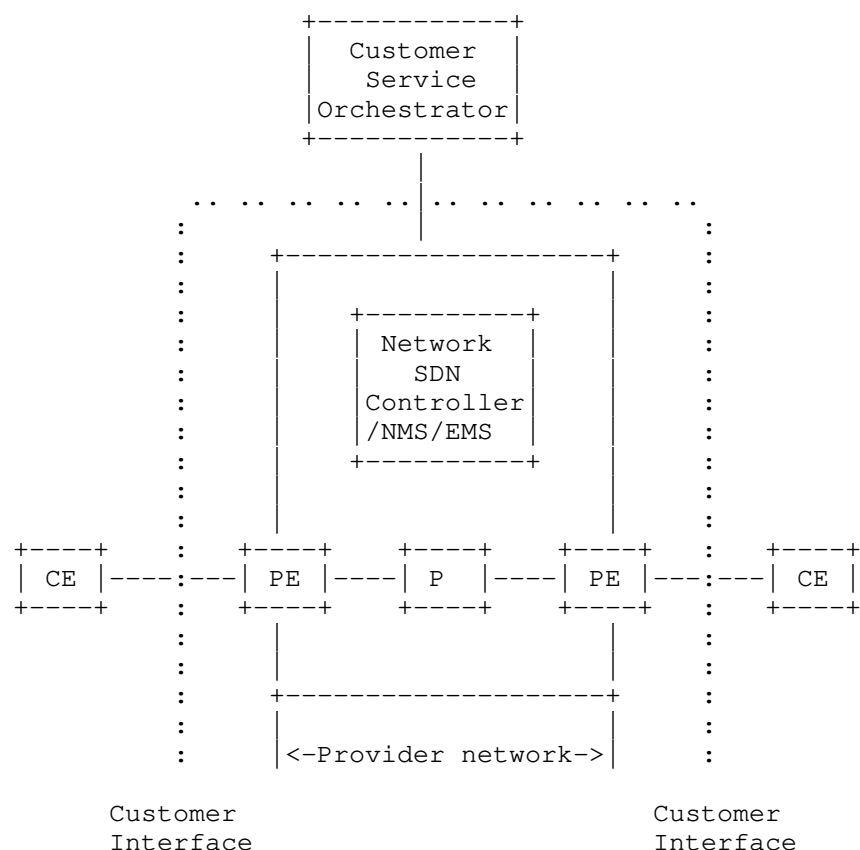 Customer
Service
Orchestrator
Network
SDN
Controller
/NMS/EMS
CE PE P PE CE
<-Provider network->
Customer Customer
Interface Interface